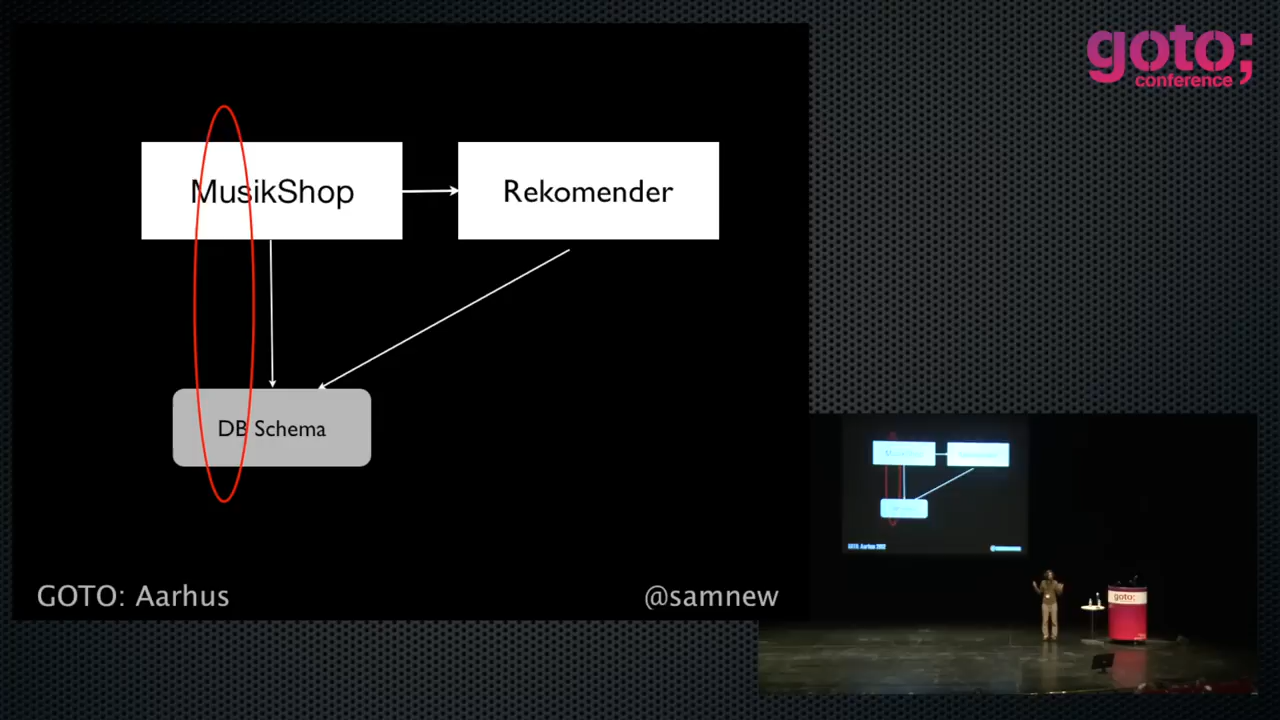 goto;
conference
MusikShop
Rekomender
DB Schema
GOTO: Aarhus
@samnew
goto;